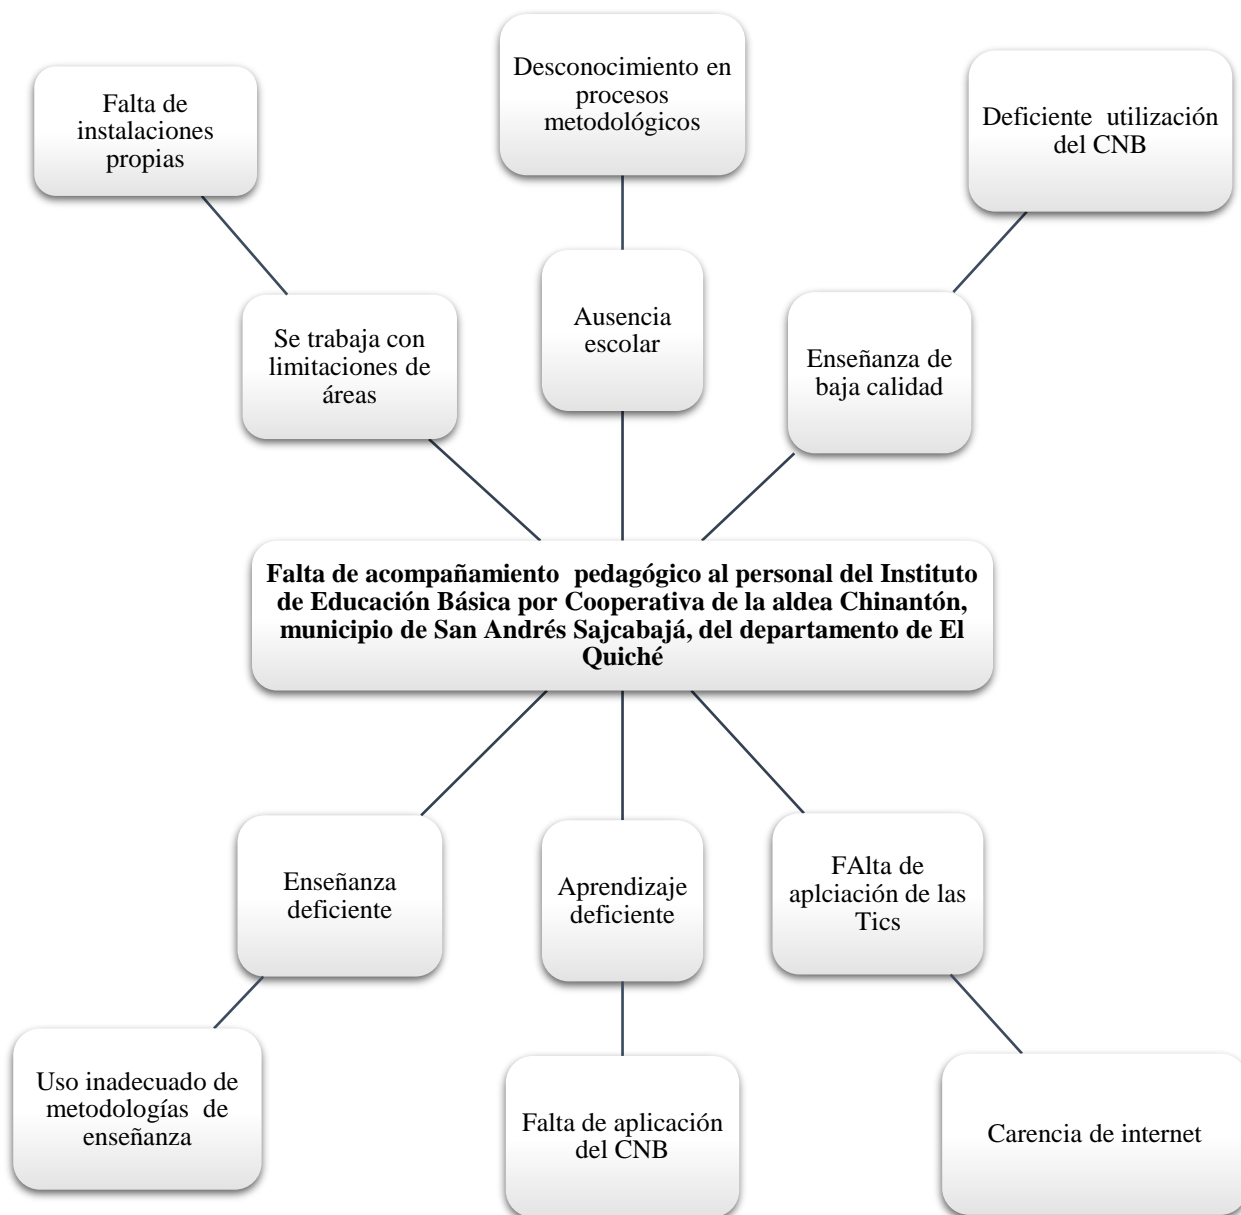 Desconocimiento en
procesos
metodológicos
Falta de
instalaciones
propias
Deficiente utilización
del CNB
Se trabaja con
limitaciones de
áreas
Ausencia
escolar
Enseñanza de
baja calidad
Falta de acompañamiento pedagógico al personal del Instituto
de Educación Básica por Cooperativa de la aldea Chinantón,
municipio de San Andrés Sajcabajá, del departamento de El
Quiché
Enseñanza
deficiente
Aprendizaje
deficiente
FAlta de
aplciación de las
Tics
Uso inadecuado de
metodologías de
enseñanza
Falta de aplicación
del CNB
Carencia de internet